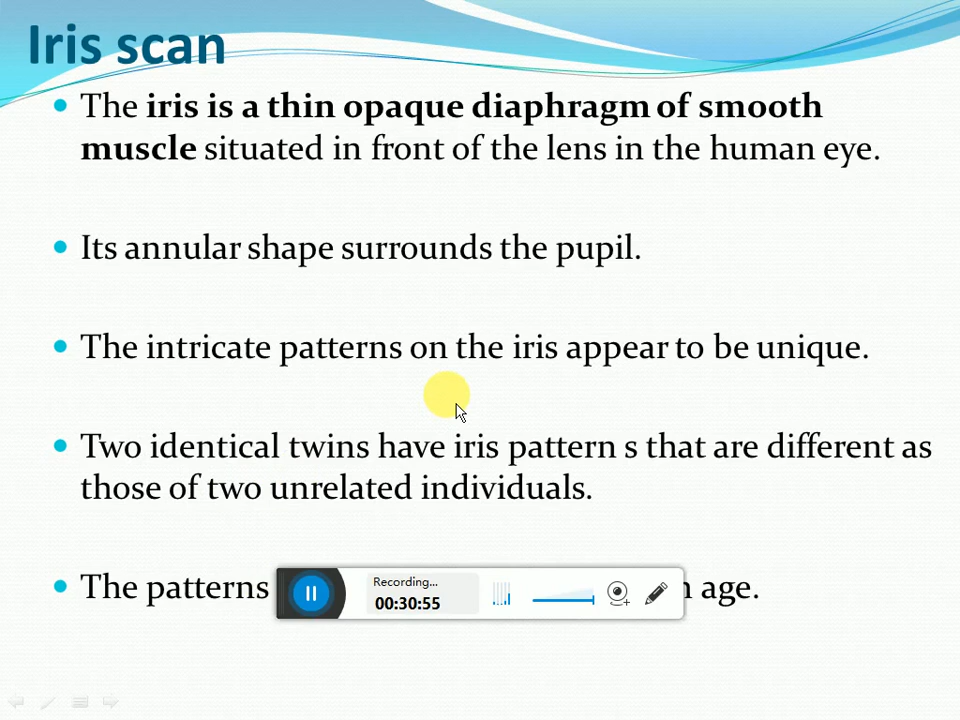 Iris scan
• The iris is a thin opaque diaphragm of smooth
muscle situated in front of the lens in the human eye.
• Its annular shape surrounds the pupil.
• The intricate patterns on the iris appear to be unique.
• Two identical twins have iris pattern s that are different as
those of two unrelated individuals.
• The patterns age.
Recording...
00:30:55